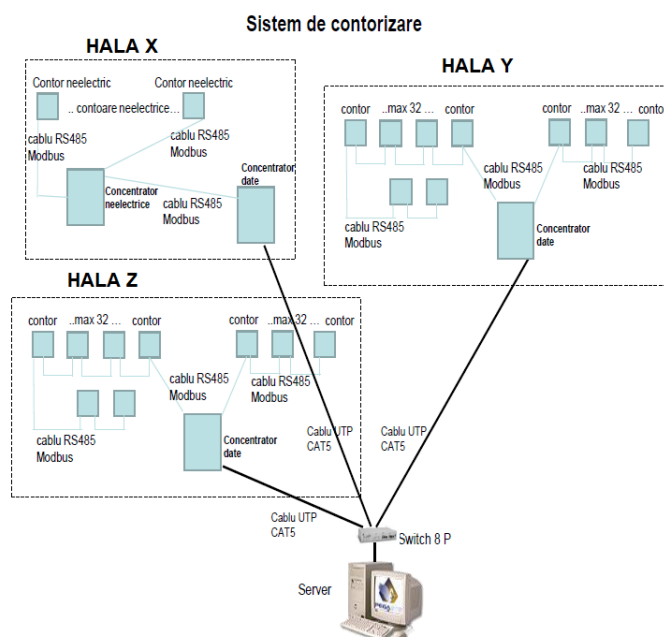 Sistem de contorizare
HALA X
Contor neelectric
Contor neelectric
.. contoare neelectrice…
cablu RS485
Modbus
cablu RS485
Modbus
Concentrator
neelectrice
cablu RS485
Modbus
Concentrator
date
HALA Y
contor
..max 32 …
contor
contor
..max 32 …
contor
cablu RS485
Modbus
cablu RS485
Modbus
cablu RS485
Modbus
Concentrator
date
HALA Z
contor
..max 32 …
contor
contor
..max 32 …
contor
cablu RS485
Modbus
cablu RS485
Modbus
cablu RS485
Modbus
Concentrator
date
Cablu UTP
CAT5
Cablu UTP
CAT5
Cablu UTP
CAT5
Switch 8 P
Server